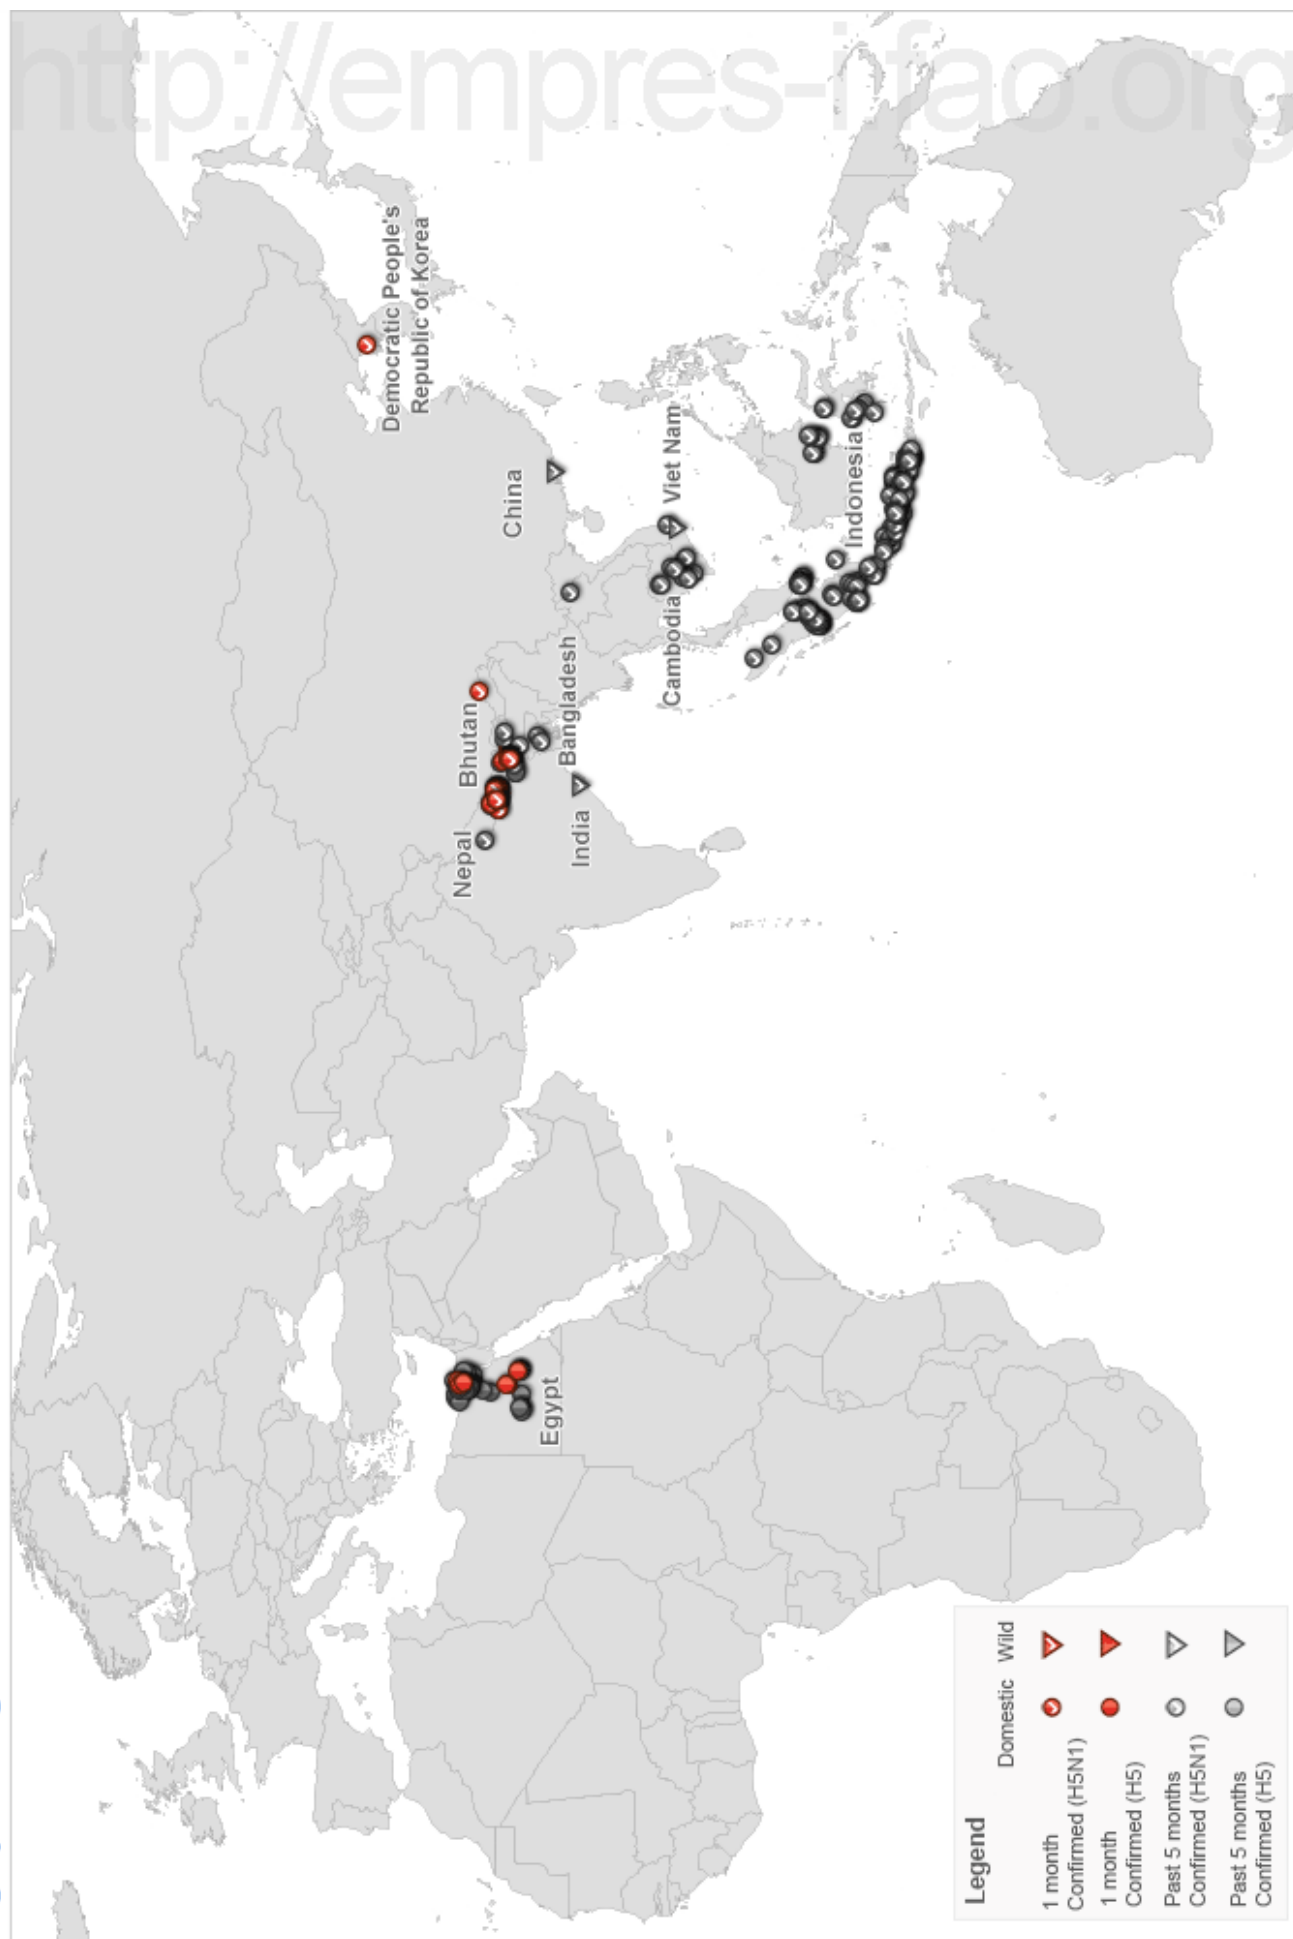 http://empres-i.fao.org
Democratic People's
Republic of Korea
China
Viet Nam
Cambodia
Indonesia
Bhutan
Bangladesh
Nepal
India
Egypt
Legend
Domestic Wild
1 month
Confirmed (H5N1)
1 month
Confirmed (H5)
Past 5 months
Confirmed (H5N1)
Past 5 months
Confirmed (H5)